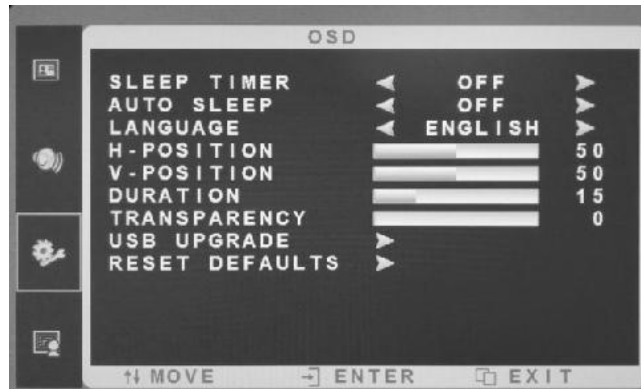 OSD
SLEEP TIMER OFF
AUTO SLEEP OFF
LANGUAGE ENGLISH
H-POSITION 50
V-POSITION 50
DURATION 15
TRANSPARENCY 0
USB UPGRADE
RESET DEFAULTS
MOVE ENTER EXIT